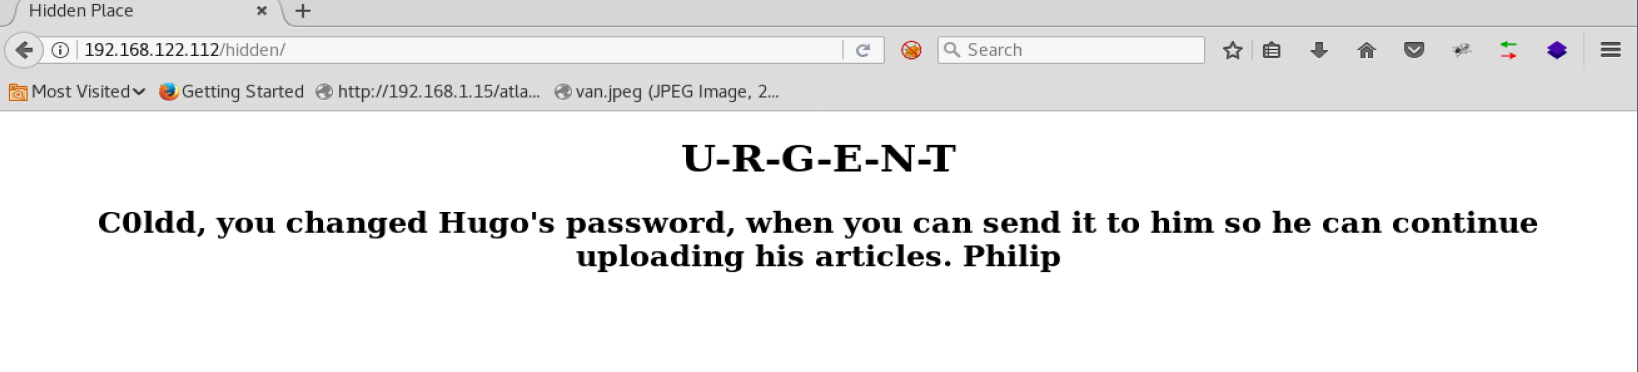 Hidden Place
192.168.122.112/hidden/
Search
Most Visited
Getting Started
http://192.168.1.15/atla...
van.jpeg (JPEG Image, 2...
U-R-G-E-N-T
C0ldd, you changed Hugo's password, when you can send it to him so he can continue
uploading his articles. Philip